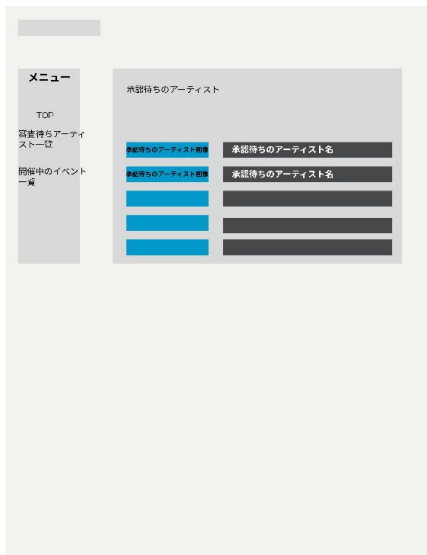 メニュー
承認待ちのアーティスト
TOP
審査待ちアーティ
スト一覧
承認待ちのアーティスト画像
承認待ちのアーティスト名
開催中のイベント
一覧
承認待ちのアーティスト画像
承認待ちのアーティスト名